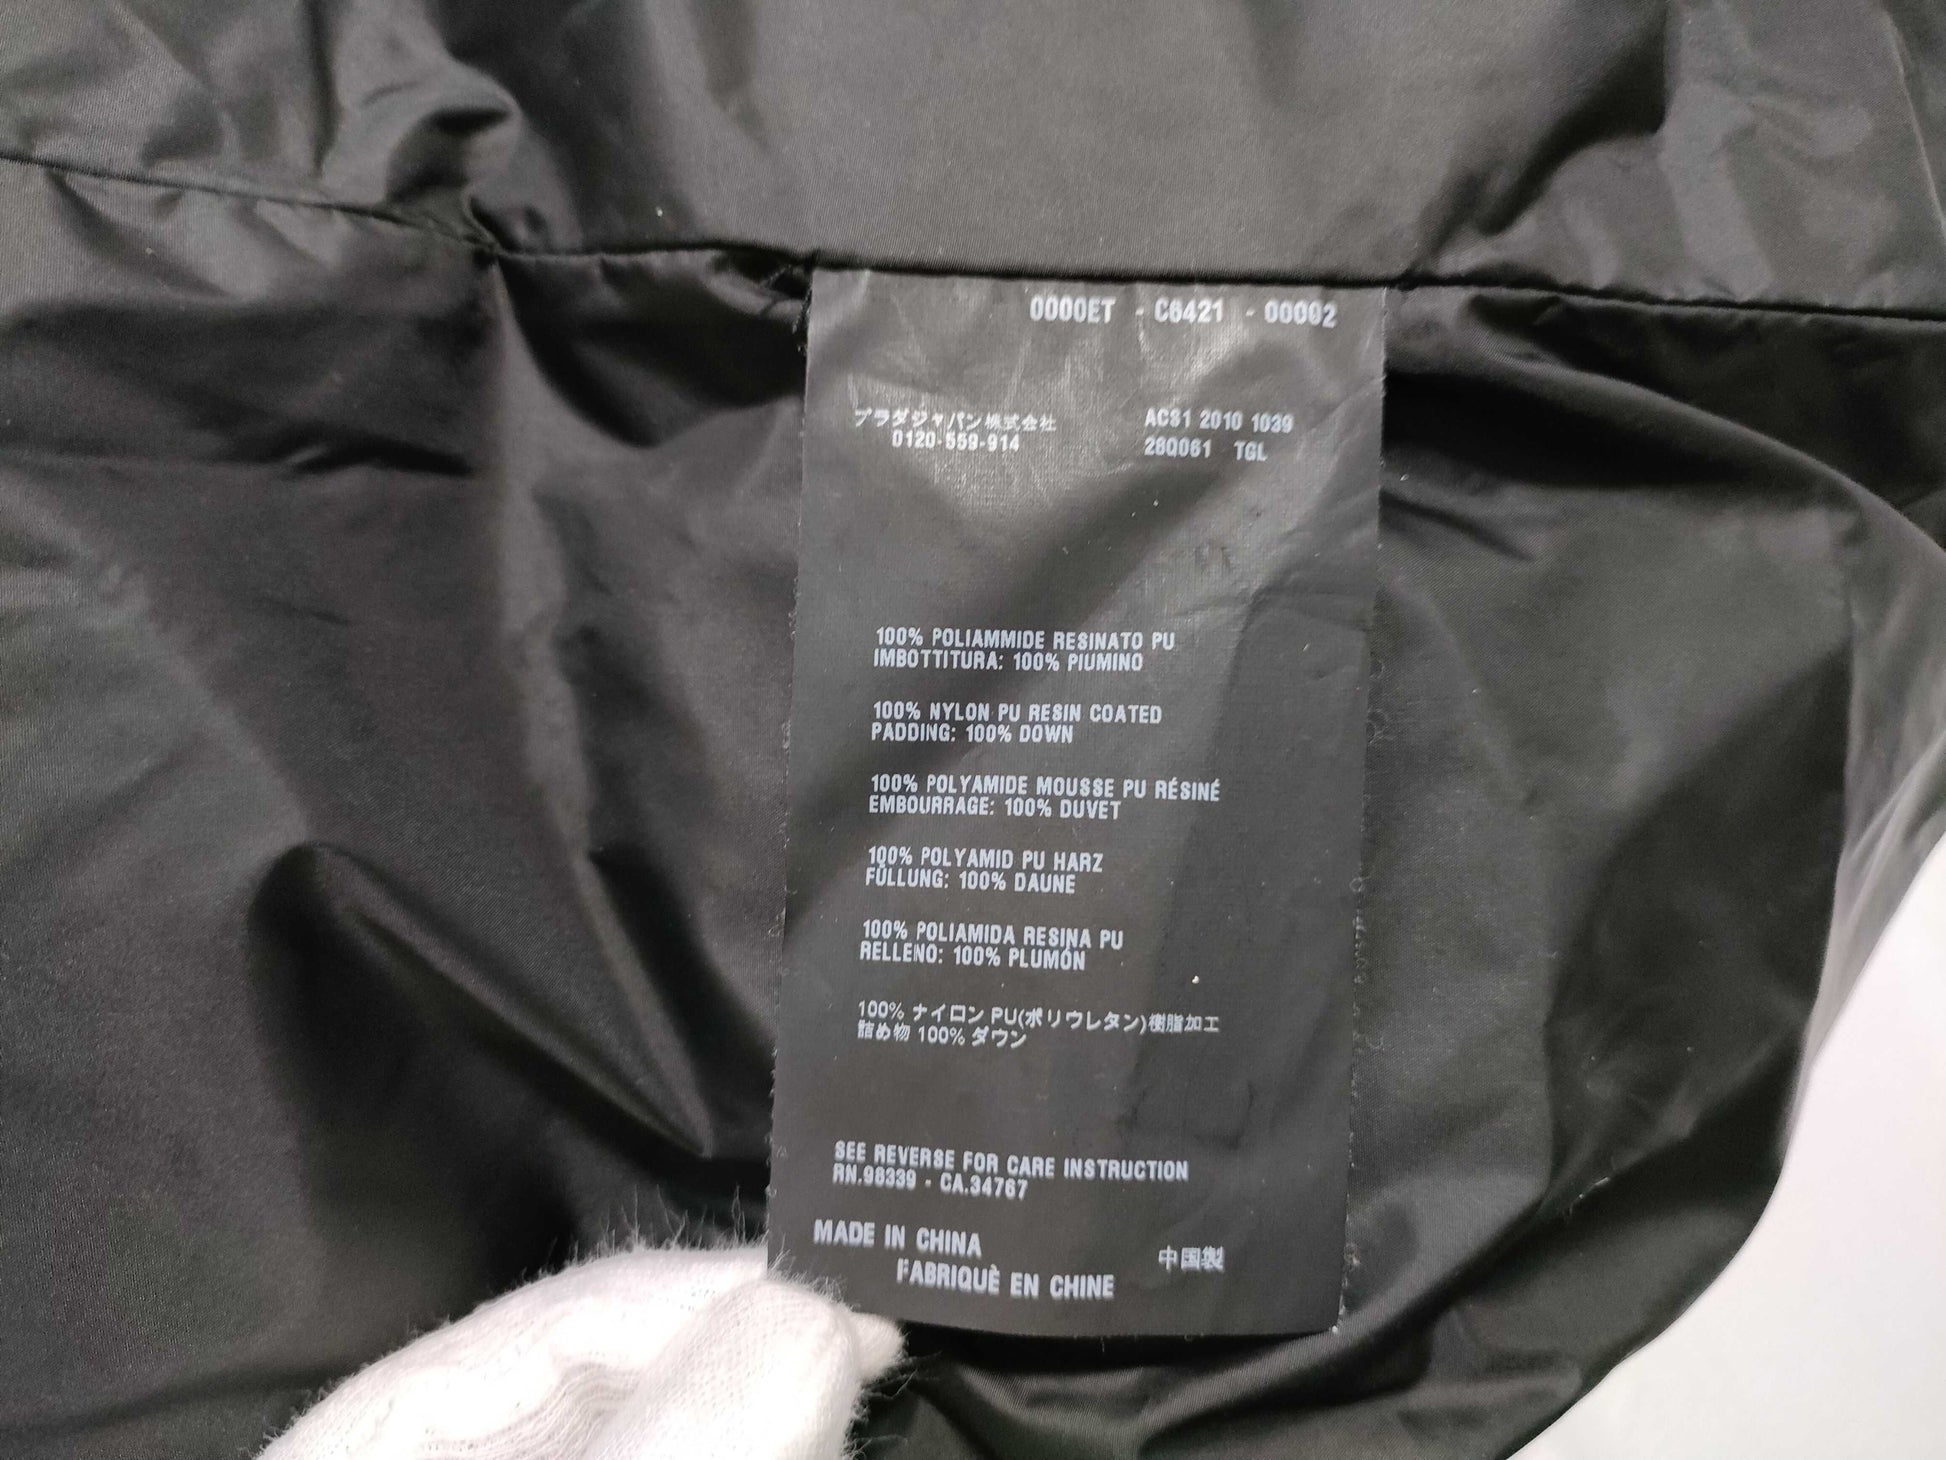 0000ET - C6421 - 00002
プラダジャパン株式会社
0120-559-914
ACS1 2010 1039
28Q061 TGL
100% POLIAMMIDE RESINATO PU
IMBOTTITURA: 100% PIUMINO
100% NYLON PU RESIN COATED
PADDING: 100% DOWN
100% POLYAMIDE MOUSSE PU RÉSINÉ
EMBOURRAGE: 100% DUVET
100% POLYAMID PU HARZ
FÜLLUNG: 100% DAUNE
100% POLIAMIDA RESINA PU
RELLENO: 100% PLUMÓN
100% ナイロン PU(ポリウレタン)樹脂加工
詰め物 100% ダウン
SEE REVERSE FOR CARE INSTRUCTION
RN.98339 - CA.34767
MADE IN CHINA
中国製
FABRIQUÈ EN CHINE